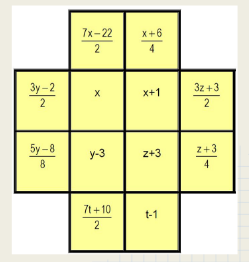 7x-22/2 x+6/4
3y-2/2 x x+1 3z+3/2
5y-8/8 y-3 z+3 z+3/4
7t+10/2 t-1